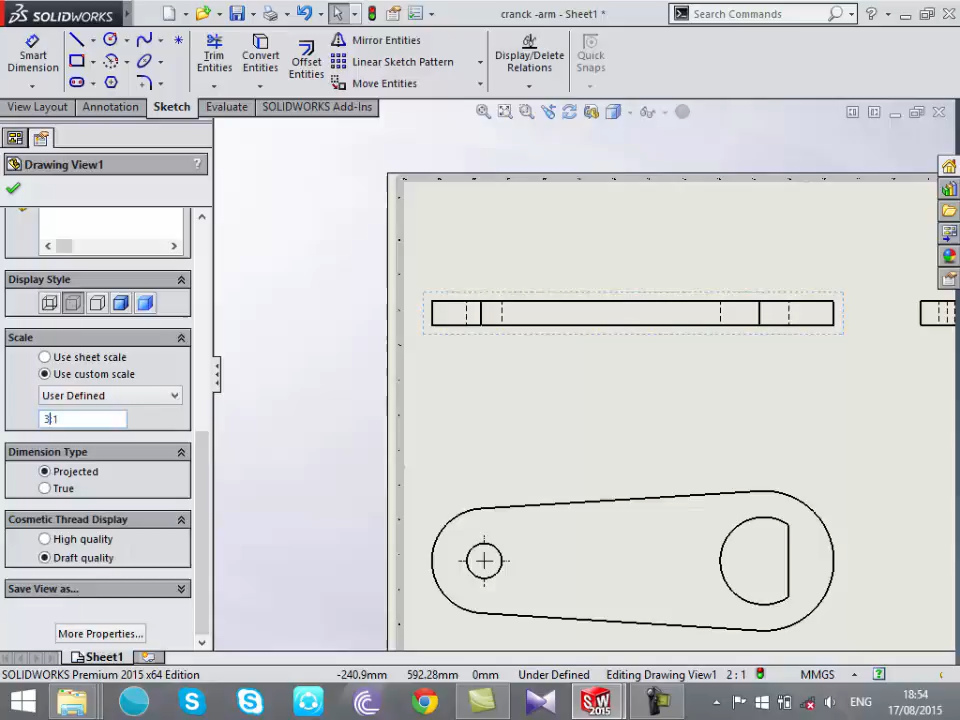 SOLIDWORKS
cranck -arm - Sheet1 *
Search Commands
Smart Dimension
Trim Entities
Convert Entities
Offset Entities
Mirror Entities
Linear Sketch Pattern
Move Entities
Display/Delete Relations
Quick Snaps
View Layout
Annotation
Sketch
Evaluate
SOLIDWORKS Add-Ins
Drawing View1
?
Display Style
Scale
Use sheet scale
Use custom scale
User Defined
3:1
Dimension Type
Projected
True
Cosmetic Thread Display
High quality
Draft quality
Save View as...
More Properties...
Sheet1
SOLIDWORKS Premium 2015 x64 Edition
-240.9mm
592.28mm
0mm
Under Defined
Editing Drawing View1
2 : 1
MMGS
ENG
18:54
17/08/2015